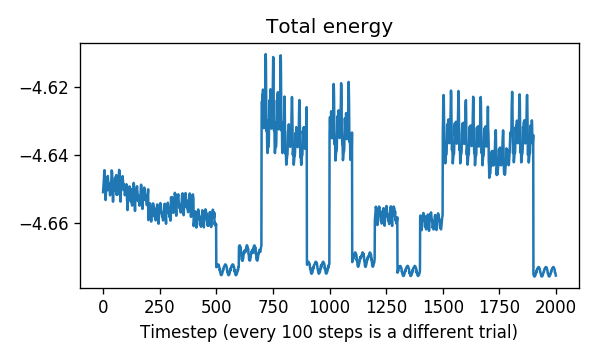 Total energy
−4.62
−4.64
−4.66
0 250 500 750 1000 1250 1500 1750 2000
Timestep (every 100 steps is a different trial)